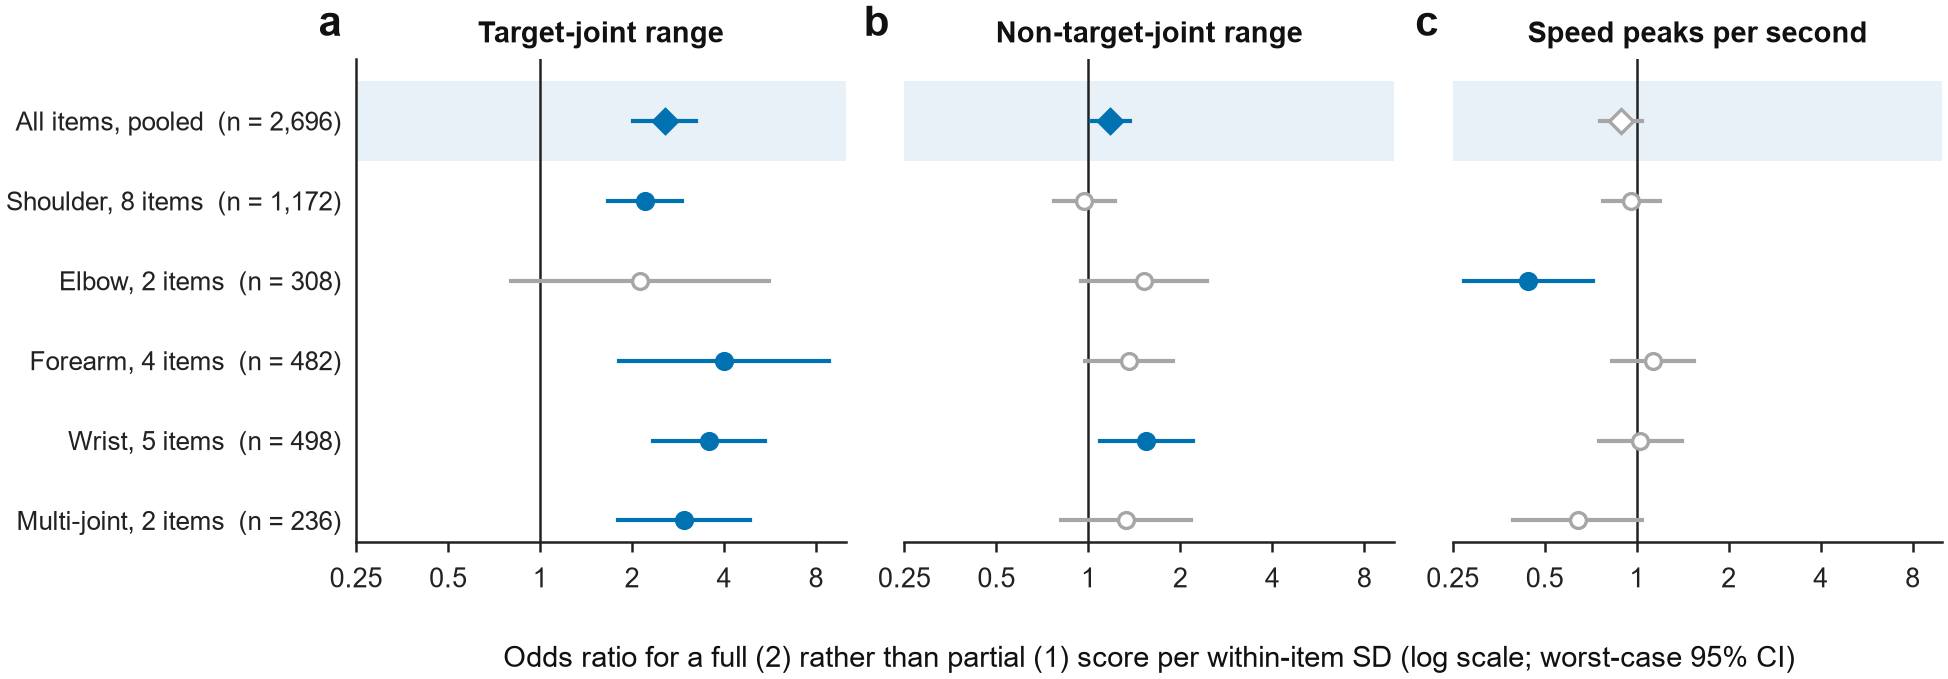 a Target-joint range
b Non-target-joint range
c Speed peaks per second
All items, pooled (n = 2,696)
Shoulder, 8 items (n = 1,172)
Elbow, 2 items (n = 308)
Forearm, 4 items (n = 482)
Wrist, 5 items (n = 498)
Multi-joint, 2 items (n = 236)
0.25 0.5 1 2 4 8
0.25 0.5 1 2 4 8
0.25 0.5 1 2 4 8
Odds ratio for a full (2) rather than partial (1) score per within-item SD (log scale; worst-case 95% CI)